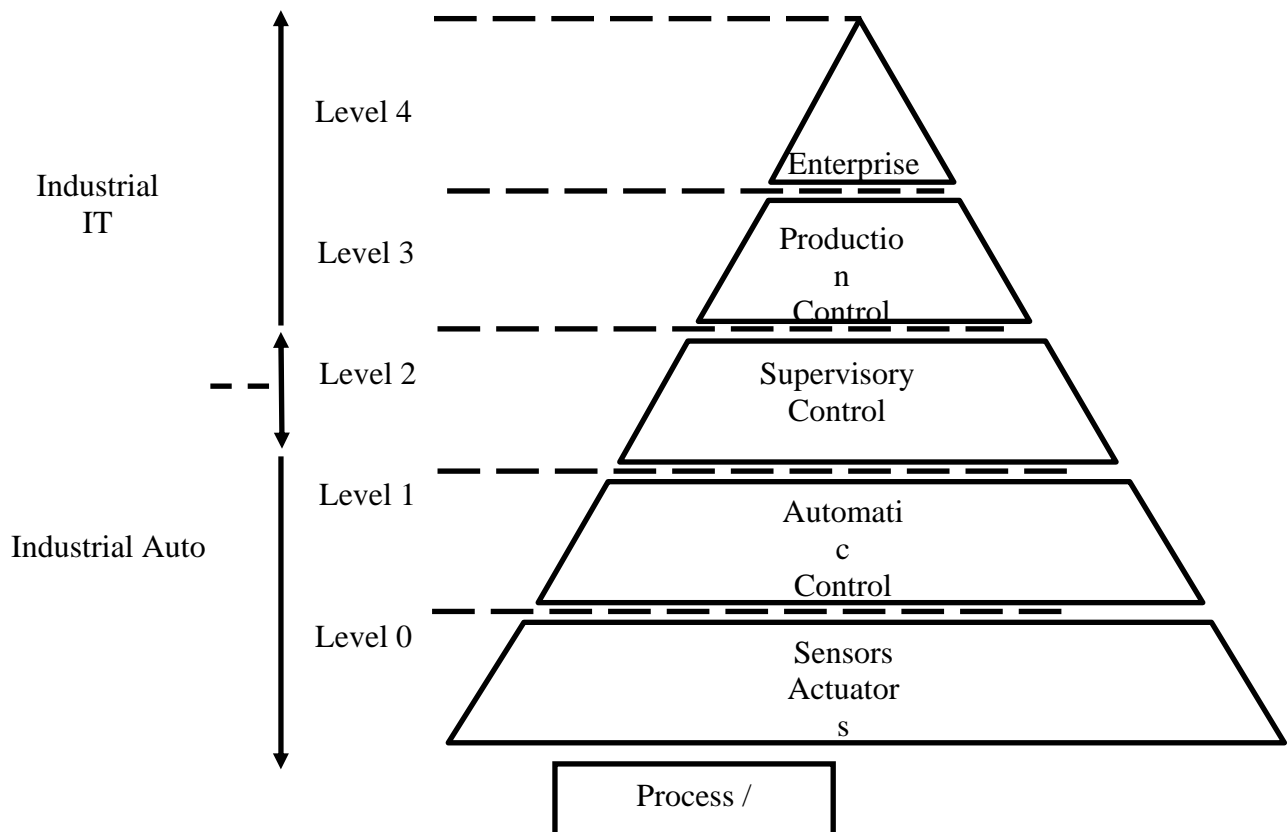 Level 4
Enterprise
Industrial
IT
Level 3
Productio
n
Control
Level 2
Supervisory
Control
Level 1
Automati
c
Control
Industrial Auto
Level 0
Sensors
Actuator
s
Process /